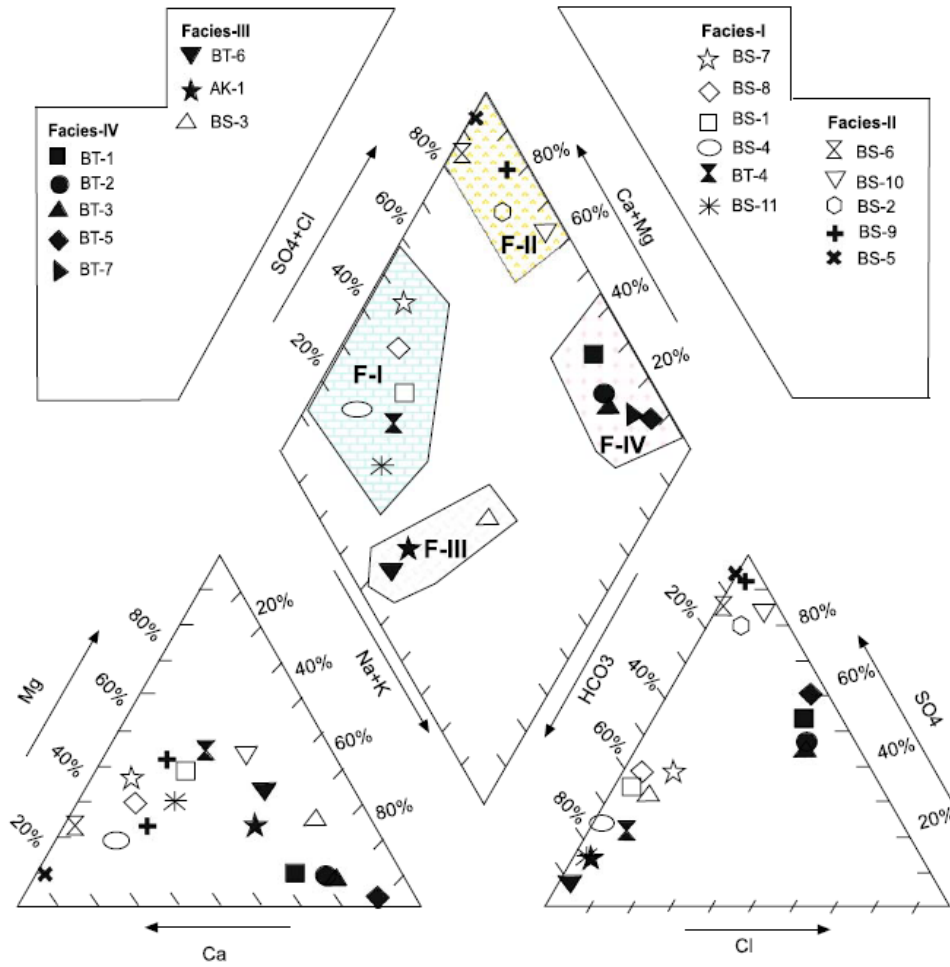 Facies-III
BT-6
AK-1
BS-3
Facies-IV
BT-1
BT-2
BT-3
BT-5
BT-7
Facies-I
BS-7
BS-8
BS-1
BS-4
BT-4
BS-11
Facies-II
BS-6
BS-10
BS-2
BS-9
BS-5
80%
60%
40%
20%
SO4+Cl
80%
60%
40%
20%
Ca+Mg
F-II
F-I
F-IV
F-III
Na+K
HCO3
80%
60%
40%
20%
Mg
20%
40%
60%
80%
Ca
20%
40%
60%
80%
80%
60%
40%
20%
SO4
Cl